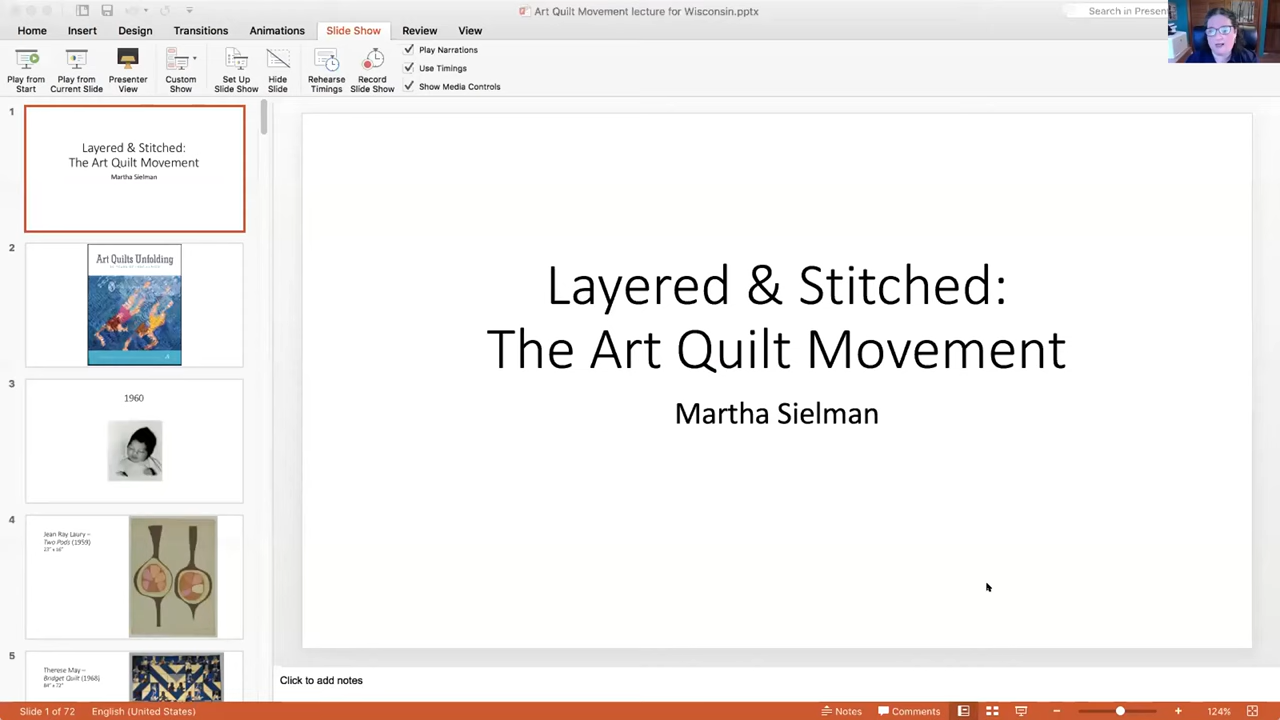 Art Quilt Movement lecture for Wisconsin.pptx
Search in Presen
Home Insert Design Transitions Animations Slide Show Review View
Play from Start
Play from Current Slide
Presenter View
Custom Show
Set Up Slide Show
Hide Slide
Rehearse Timings
Record Slide Show
Play Narrations
Use Timings
Show Media Controls
1
Layered & Stitched:
The Art Quilt Movement
Martha Sielman
2
Art Quilts Unfolding
3
1960
4
Jean Ray Laury –
Two Pods (1959)
23" x 16"
5
Therese May –
Bridget Quilt (1968)
84" x 72"
Layered & Stitched:
The Art Quilt Movement
Martha Sielman
Click to add notes
Slide 1 of 72 English (United States) Notes Comments 124%